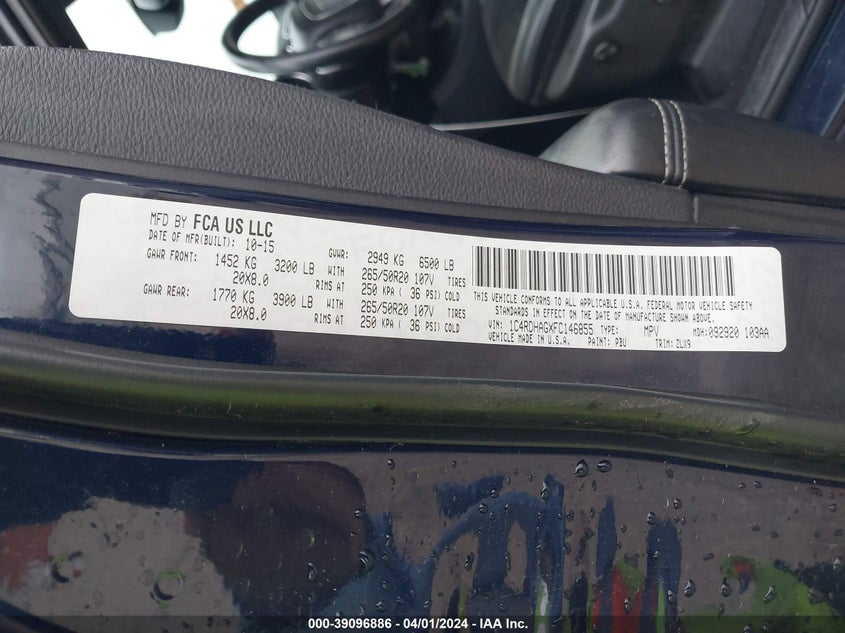 MFD BY FCA US LLC
DATE OF MFR(BUILT): 10-15 GVWR: 2949 KG 6500 LB
GAWR FRONT: 1452 KG 3200 LB WITH 265/50R20 107V TIRES
20X8.0 RIMS AT 250 KPA ( 36 PSI) COLD
GAWR REAR: 1770 KG 3900 LB WITH 265/50R20 107V TIRES
20X8.0 RIMS AT 250 KPA ( 36 PSI) COLD
THIS VEHICLE CONFORMS TO ALL APPLICABLE U.S.A. FEDERAL MOTOR VEHICLE SAFETY
STANDARDS IN EFFECT ON THE DATE OF MANUFACTURE SHOWN ABOVE.
VIN: 1C4RDHAGXFC146855 TYPE: MPV MDH:092920 103AA
VEHICLE MADE IN U.S.A. PAINT: PBU TRIM: ZLX9
000-39096886 - 04/01/2024 - IAA Inc.